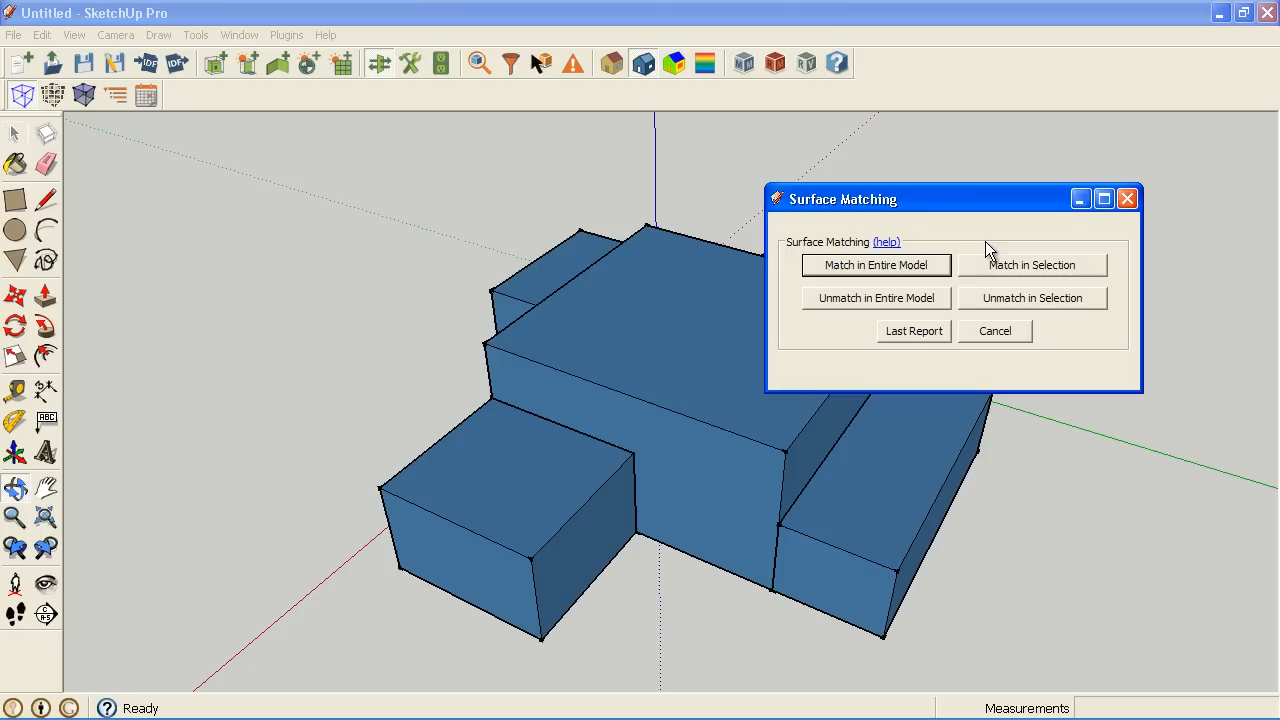 Untitled - SketchUp Pro
File Edit View Camera Draw Tools Window Plugins Help
Surface Matching
Surface Matching (help)
Match in Entire Model Match in Selection
Unmatch in Entire Model Unmatch in Selection
Last Report Cancel
ABC
Ready Measurements